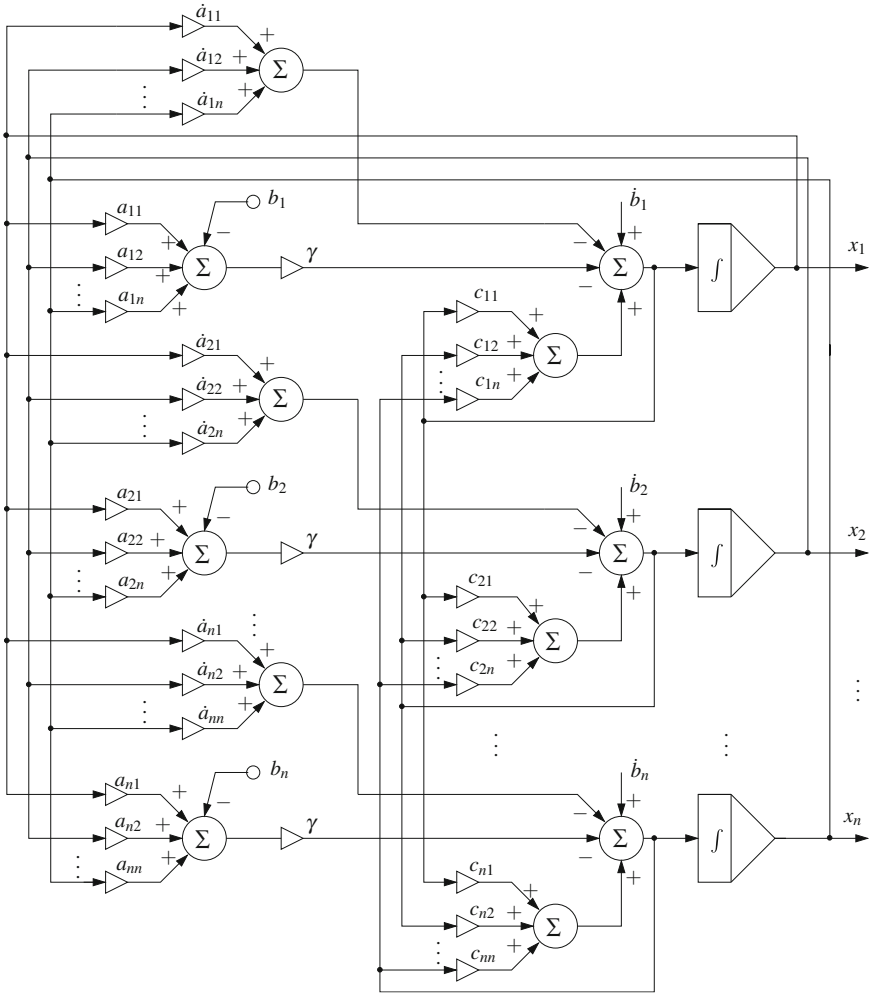 ȧ11
+
ȧ12 + Σ
⋮ ȧ1n +
b1 ḃ1
a11 + − γ − +
a12 + Σ Σ ∫ x1
⋮ a1n + − +
c11 +
ȧ21 + c12 + Σ
ȧ22 + Σ ⋮ c1n +
⋮ ȧ2n +
b2 ḃ2
a21 + − γ − +
a22 + Σ Σ ∫ x2
⋮ a2n + − +
c21 +
ȧn1 ⋮ + c22 + Σ
ȧn2 + Σ ⋮ c2n + ⋮
⋮ ȧnn +
⋮ ⋮
bn ḃn
an1 + − γ − +
an2 + Σ Σ ∫ xn
⋮ ann + − +
cn1 +
cn2 + Σ
⋮ cnn +